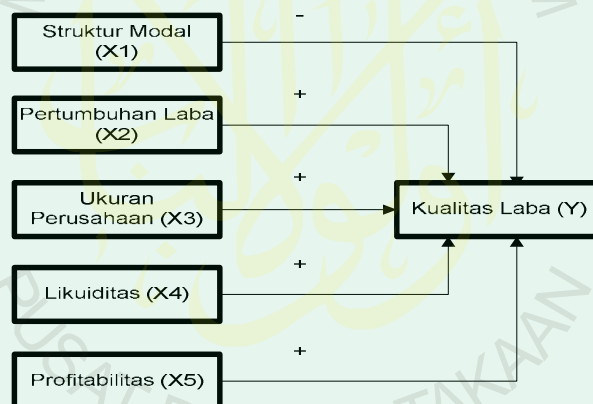 -
Struktur Modal
(X1)
+
Pertumbuhan Laba
(X2)
+
Ukuran
Perusahaan (X3)
Kualitas Laba (Y)
+
Likuiditas (X4)
+
Profitabilitas (X5)